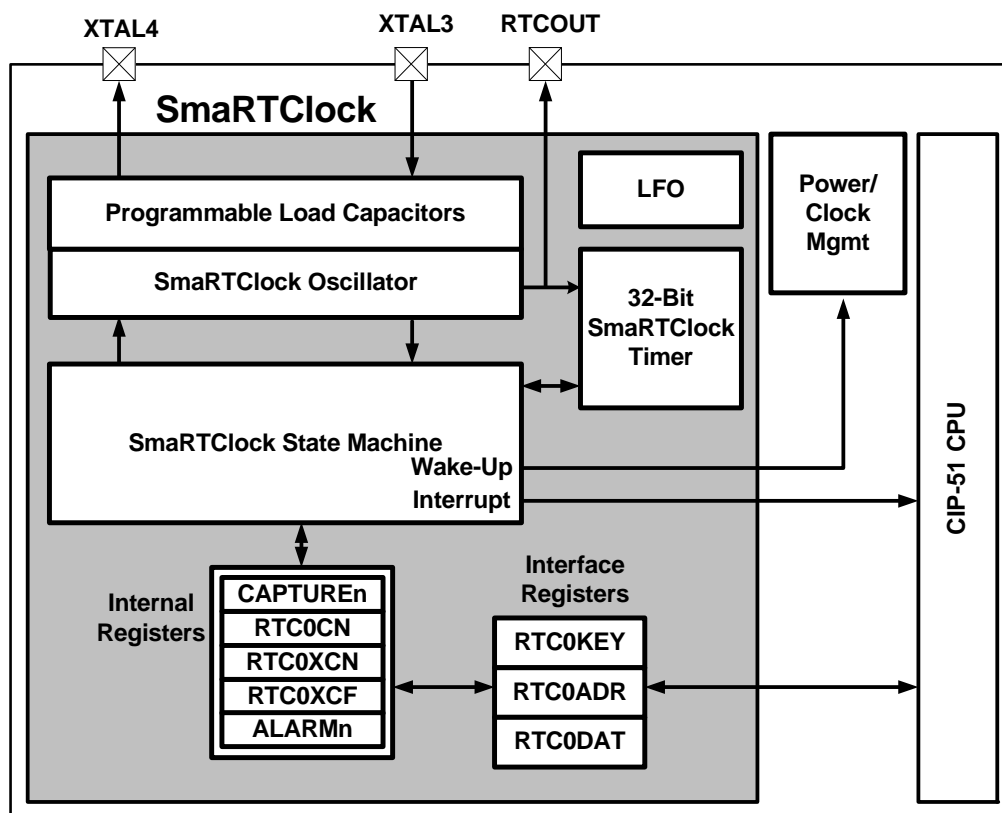 XTAL4
XTAL3
RTCOUT
SmaRTClock
Programmable Load Capacitors
SmaRTClock Oscillator
LFO
32-Bit
SmaRTClock
Timer
Power/
Clock
Mgmt
SmaRTClock State Machine
Wake-Up
Interrupt
CIP-51 CPU
Internal
Registers
CAPTUREn
RTC0CN
RTC0XCN
RTC0XCF
ALARMn
Interface
Registers
RTC0KEY
RTC0ADR
RTC0DAT